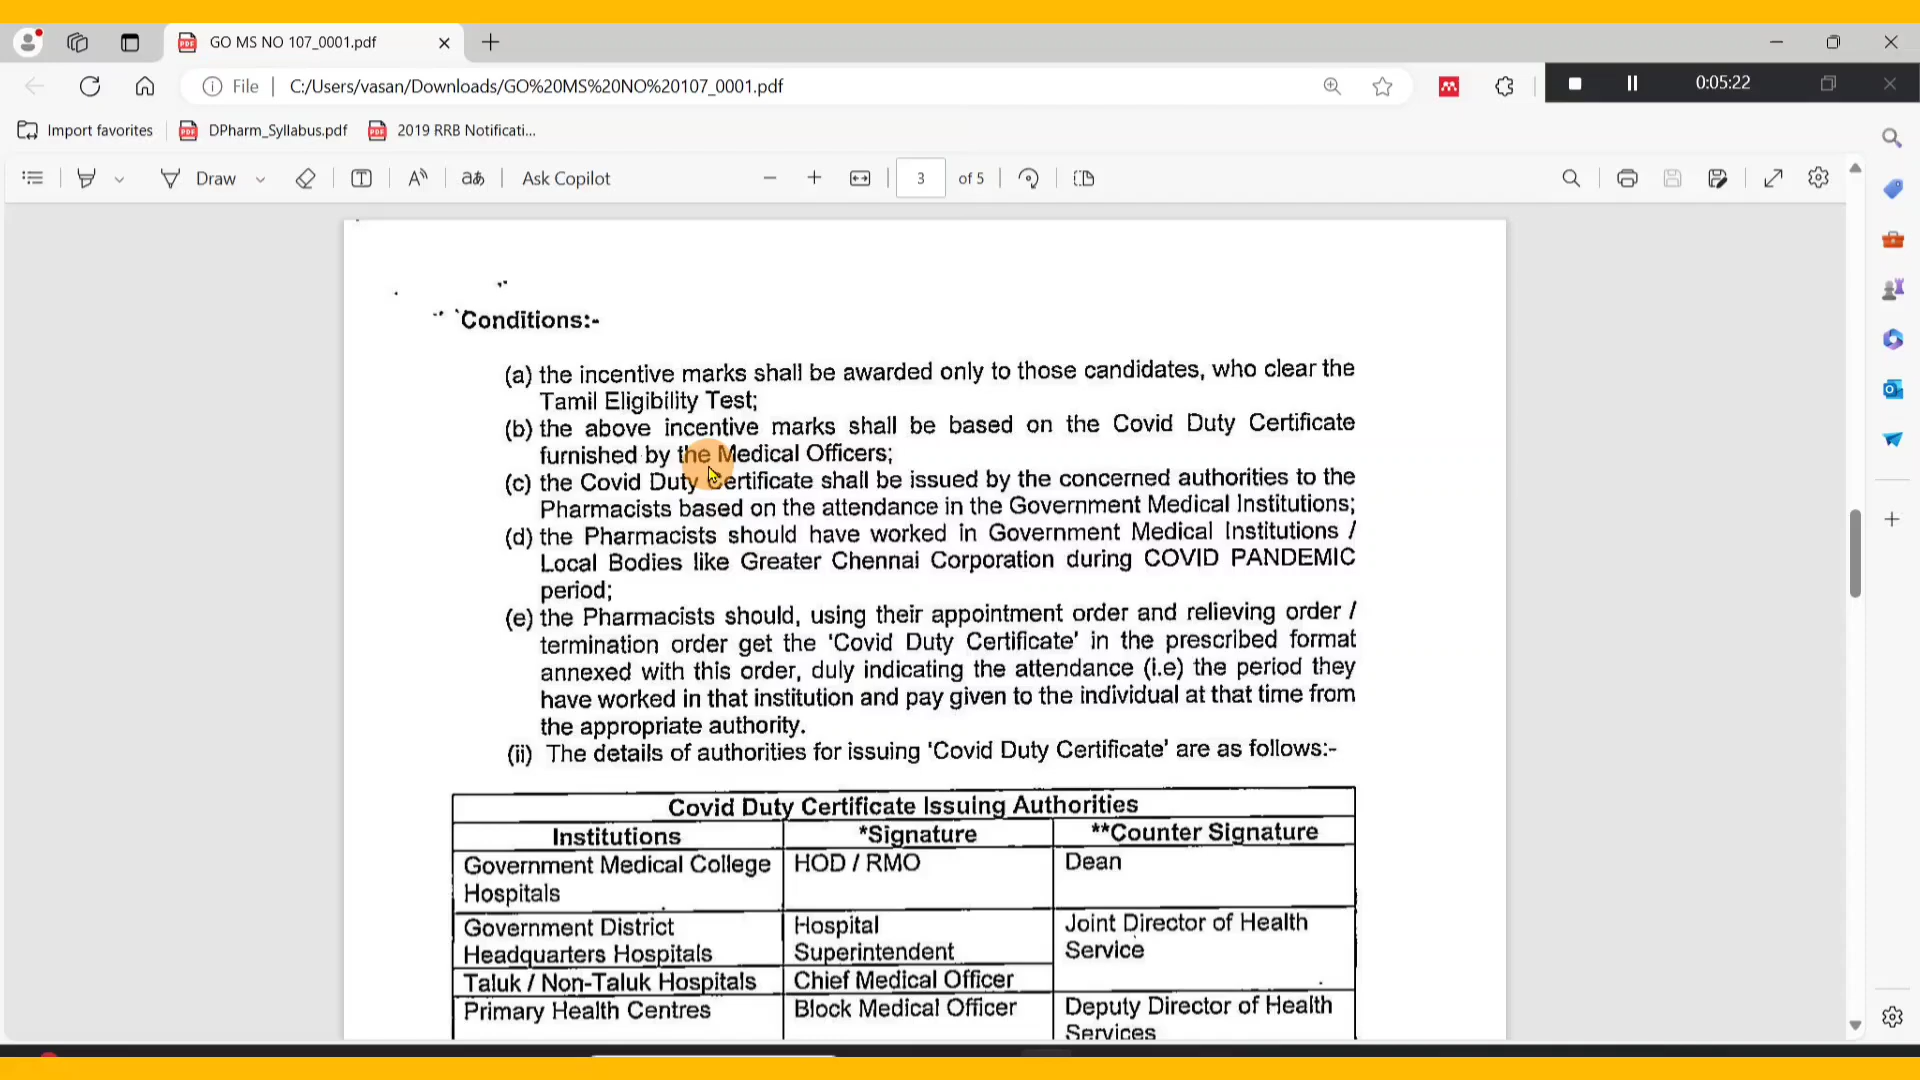 GO MS NO 107_0001.pdf
File
C:/Users/vasan/Downloads/GO%20MS%20NO%20107_0001.pdf
0:05:22
Import favorites
DPharm_Syllabus.pdf
2019 RRB Notificati...
Draw
aあ
Ask Copilot
3 of 5
Conditions:-
(a) the incentive marks shall be awarded only to those candidates, who clear the
Tamil Eligibility Test;
(b) the above incentive marks shall be based on the Covid Duty Certificate
furnished by the Medical Officers;
(c) the Covid Duty Certificate shall be issued by the concerned authorities to the
Pharmacists based on the attendance in the Government Medical Institutions;
(d) the Pharmacists should have worked in Government Medical Institutions /
Local Bodies like Greater Chennai Corporation during COVID PANDEMIC
period;
(e) the Pharmacists should, using their appointment order and relieving order /
termination order get the 'Covid Duty Certificate' in the prescribed format
annexed with this order, duly indicating the attendance (i.e) the period they
have worked in that institution and pay given to the individual at that time from
the appropriate authority.
(ii) The details of authorities for issuing 'Covid Duty Certificate' are as follows:-
Covid Duty Certificate Issuing Authorities
Institutions *Signature **Counter Signature
Government Medical College HOD / RMO Dean
Hospitals
Government District Hospital Joint Director of Health
Headquarters Hospitals Superintendent Service
Taluk / Non-Taluk Hospitals Chief Medical Officer
Primary Health Centres Block Medical Officer Deputy Director of Health
Services